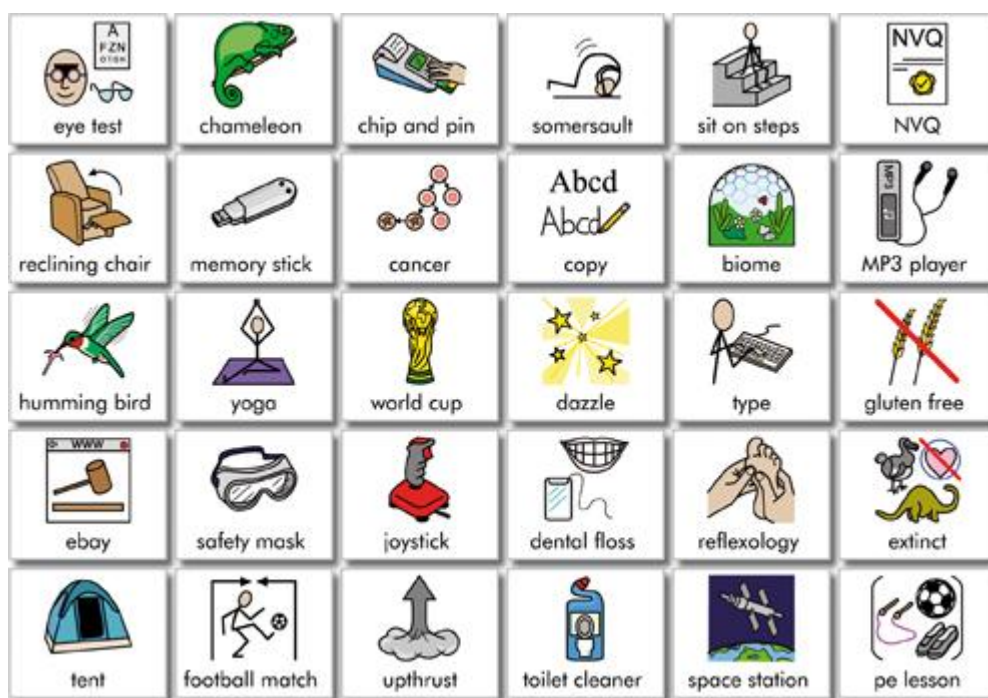 A
FZN
OTGH
eye test
chameleon
chip and pin
somersault
sit on steps
NVQ
NVQ
reclining chair
memory stick
cancer
Abcd
Abcd
copy
biome
MP3
MP3 player
humming bird
yoga
world cup
dazzle
type
gluten free
www
ebay
safety mask
joystick
dental floss
reflexology
extinct
tent
football match
upthrust
toilet cleaner
space station
pe lesson